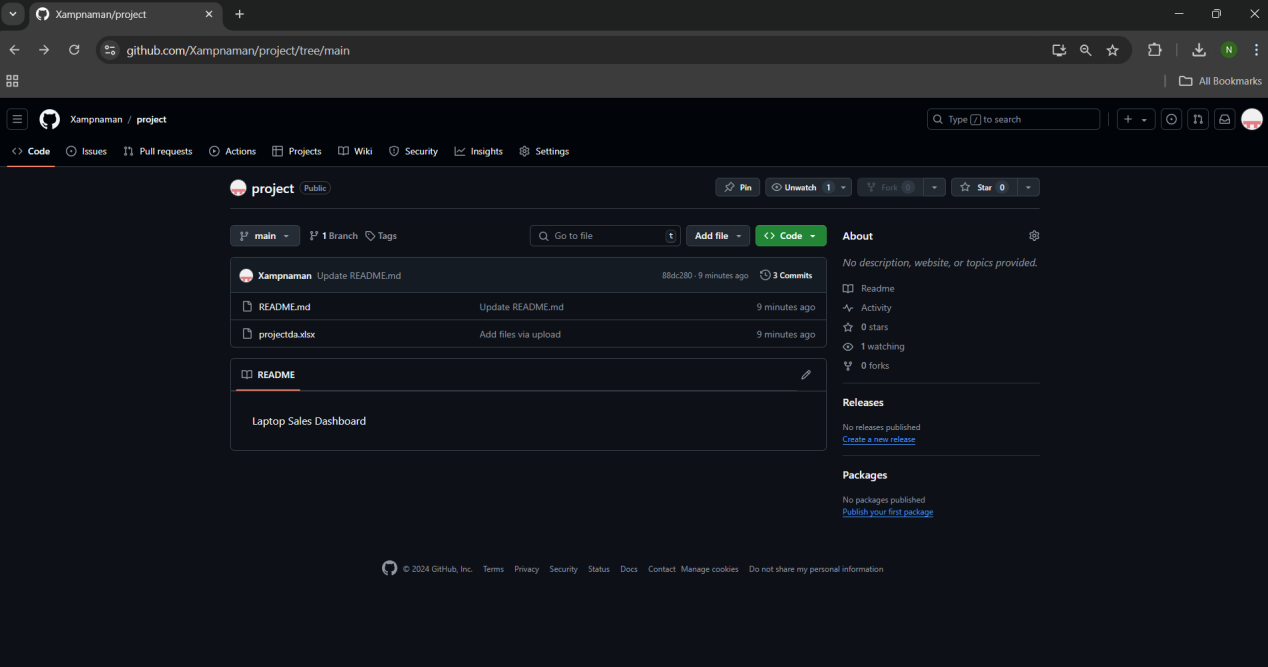 Xampnaman/project
github.com/Xampnaman/project/tree/main
N
All Bookmarks
Xampnaman / project
Type / to search
Code Issues Pull requests Actions Projects Wiki Security Insights Settings
project Public
Pin Unwatch 1 Fork 0 Star 0
main 1 Branch Tags Go to file t Add file Code
About
No description, website, or topics provided.
Xampnaman Update README.md 88dc280 · 9 minutes ago 3 Commits
README.md Update README.md 9 minutes ago
projectda.xlsx Add files via upload 9 minutes ago
Readme
Activity
0 stars
1 watching
0 forks
README
Laptop Sales Dashboard
Releases
No releases published
Create a new release
Packages
No packages published
Publish your first package
© 2024 GitHub, Inc. Terms Privacy Security Status Docs Contact Manage cookies Do not share my personal information